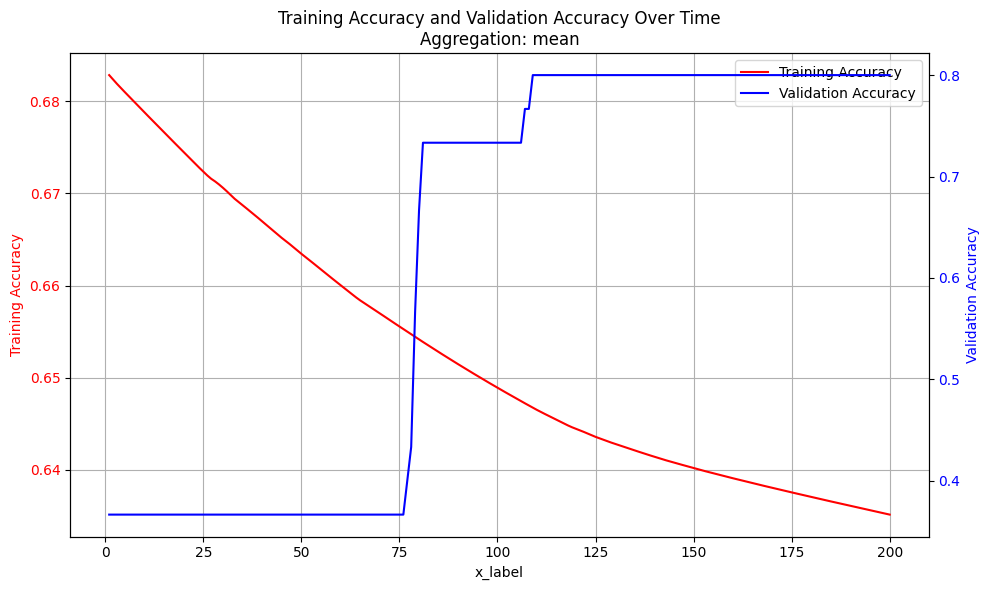 Training Accuracy and Validation Accuracy Over Time
Aggregation: mean
Training Accuracy
Validation Accuracy
0.68
0.67
0.66
0.65
0.64
Training Accuracy
0.8
0.7
0.6
0.5
0.4
Validation Accuracy
0 25 50 75 100 125 150 175 200
x_label